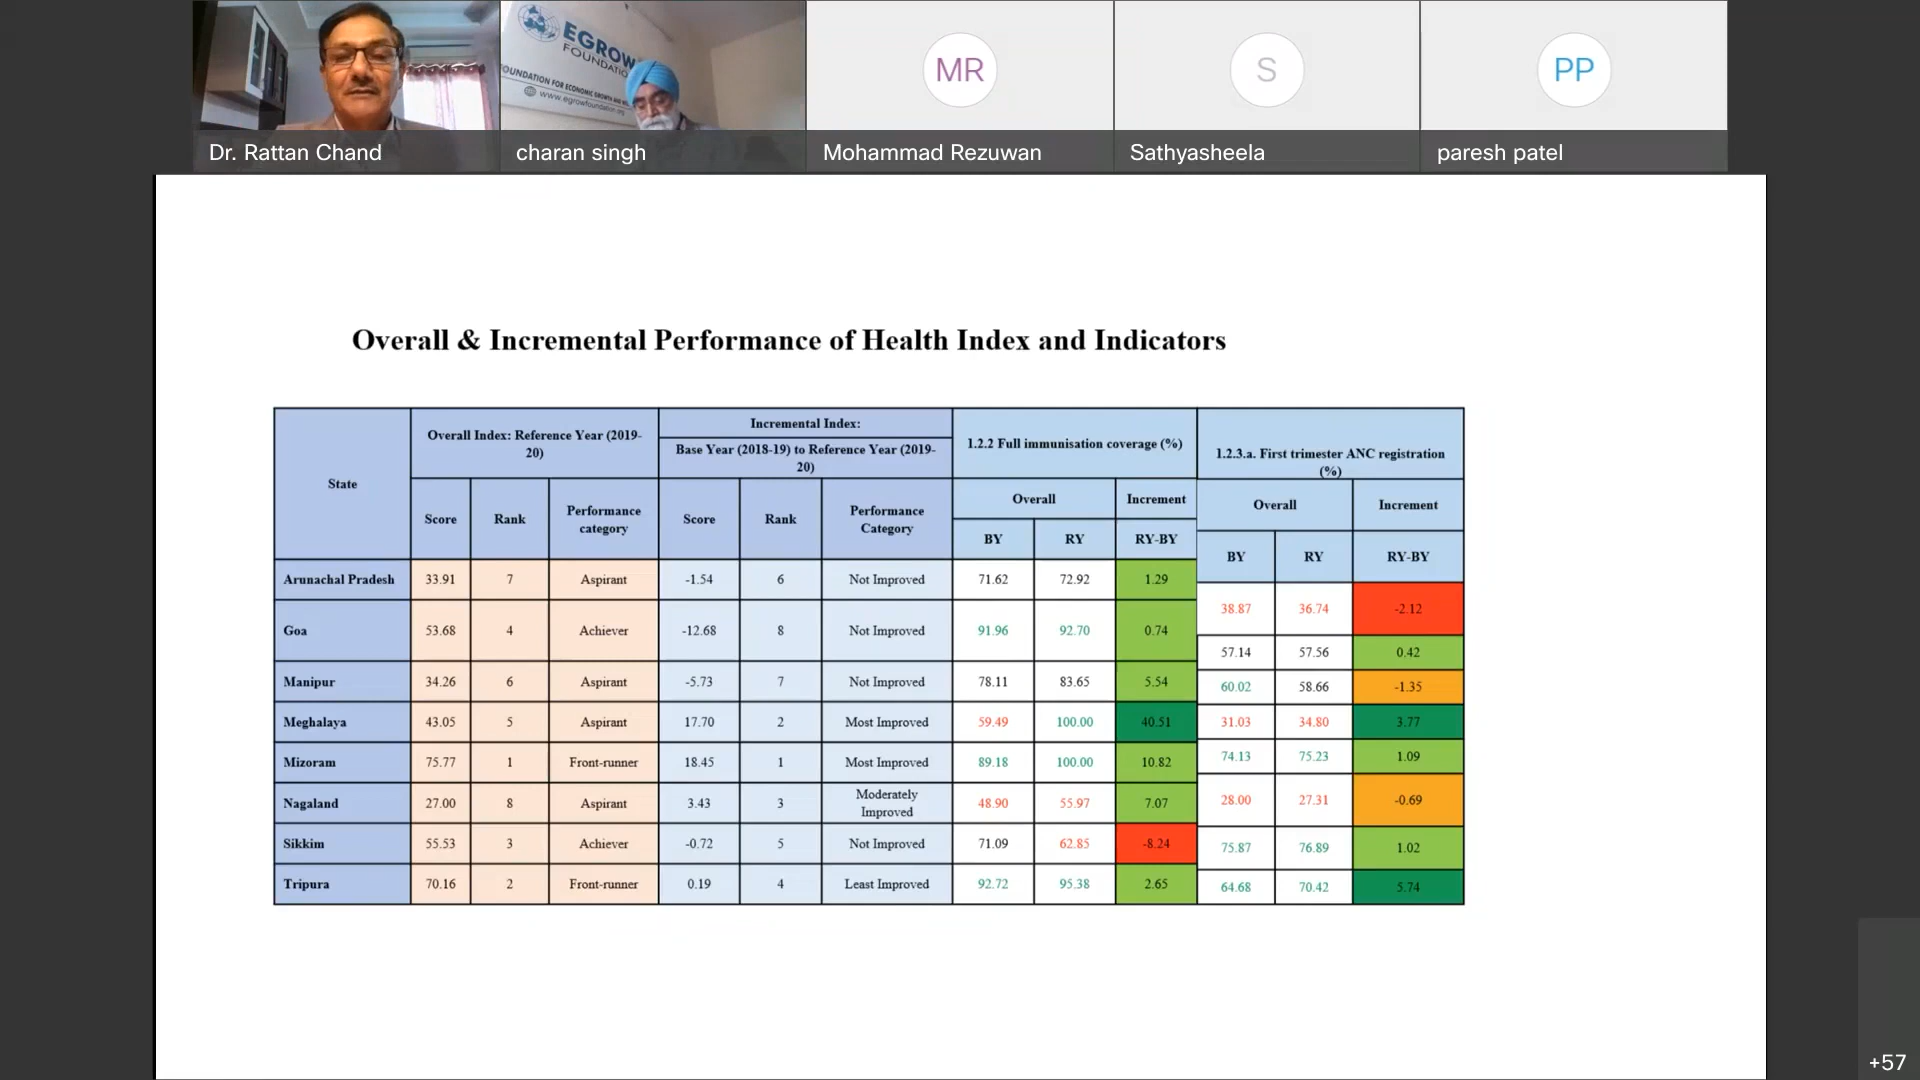 EGROW
FOUNDATIO
OUNDATION FOR ECONOMIC GROWTH AND
www.egrowfoundation.org
MR
S
PP
Dr. Rattan Chand
charan singh
Mohammad Rezuwan
Sathyasheela
paresh patel
Overall & Incremental Performance of Health Index and Indicators
State
Overall Index: Reference Year (2019-
20)
Incremental Index:
Base Year (2018-19) to Reference Year (2019-
20)
1.2.2 Full immunisation coverage (%)
1.2.3.a. First trimester ANC registration
(%)
Score
Rank
Performance
category
Score
Rank
Performance
Category
Overall
Increment
Overall
Increment
BY
RY
RY-BY
BY
RY
RY-BY
Arunachal Pradesh 33.91 7 Aspirant -1.54 6 Not Improved 71.62 72.92 1.29 38.87 36.74 -2.12
Goa 53.68 4 Achiever -12.68 8 Not Improved 91.96 92.70 0.74 57.14 57.56 0.42
Manipur 34.26 6 Aspirant -5.73 7 Not Improved 78.11 83.65 5.54 60.02 58.66 -1.35
Meghalaya 43.05 5 Aspirant 17.70 2 Most Improved 59.49 100.00 40.51 31.03 34.80 3.77
Mizoram 75.77 1 Front-runner 18.45 1 Most Improved 89.18 100.00 10.82 74.13 75.23 1.09
Nagaland 27.00 8 Aspirant 3.43 3 Moderately
Improved 48.90 55.97 7.07 28.00 27.31 -0.69
Sikkim 55.53 3 Achiever -0.72 5 Not Improved 71.09 62.85 -8.24 75.87 76.89 1.02
Tripura 70.16 2 Front-runner 0.19 4 Least Improved 92.72 95.38 2.65 64.68 70.42 5.74
+57